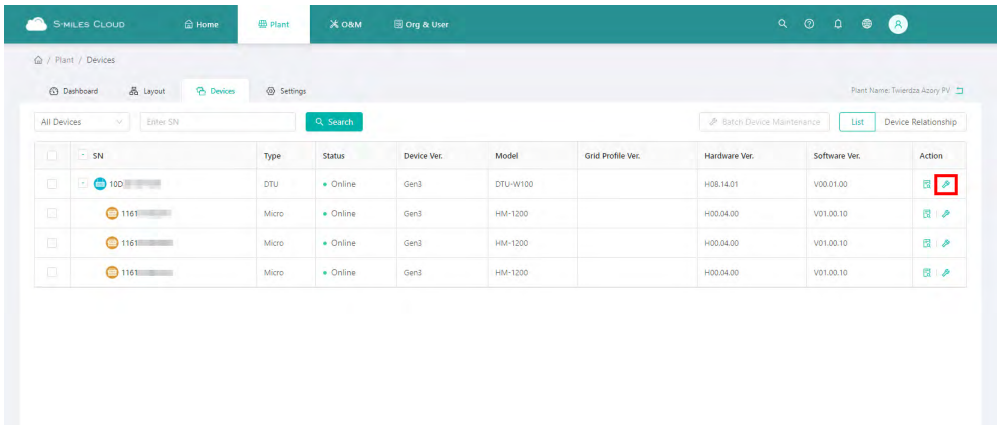 S-MILES CLOUD Home Plant O&M Org & User
/ Plant / Devices
Dashboard Layout Devices Settings Plant Name: Twierdza Azory PV
All Devices Enter SN Search Batch Device Maintenance List Device Relationship
SN Type Status Device Ver. Model Grid Profile Ver. Hardware Ver. Software Ver. Action
10D DTU Online Gen3 DTU-W100 H08.14.01 V00.01.00
1161 Micro Online Gen3 HM-1200 H00.04.00 V01.00.10
1161 Micro Online Gen3 HM-1200 H00.04.00 V01.00.10
1161 Micro Online Gen3 HM-1200 H00.04.00 V01.00.10